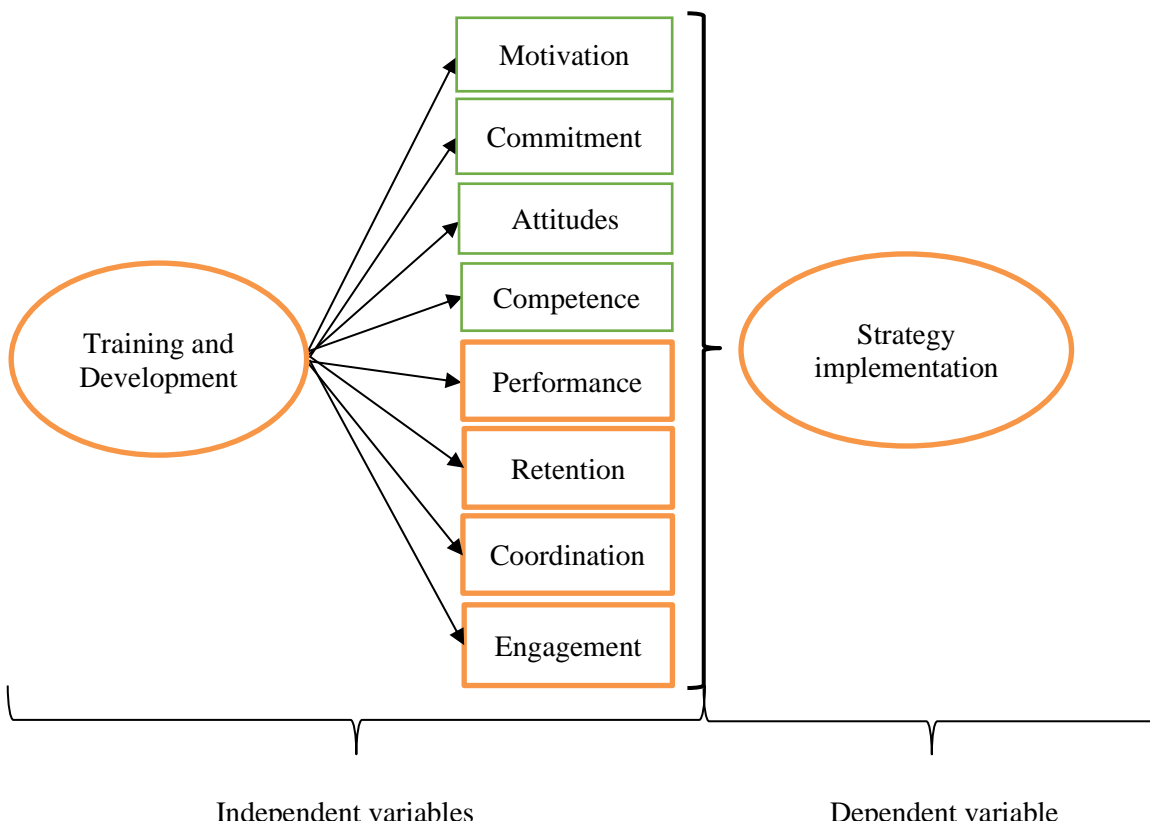 Motivation
Commitment
Attitudes
Competence
Training and
Development
Performance
Retention
Coordination
Engagement
Strategy
implementation
Independent variables
Dependent variable